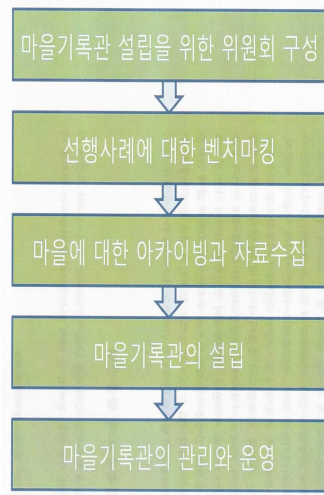 마을기록관 설립을 위한 위원회 구성
선행사례에 대한 벤치마킹
마을에 대한 아카이빙과 자료수집
마을기록관의 설립
마을기록관의 관리와 운영